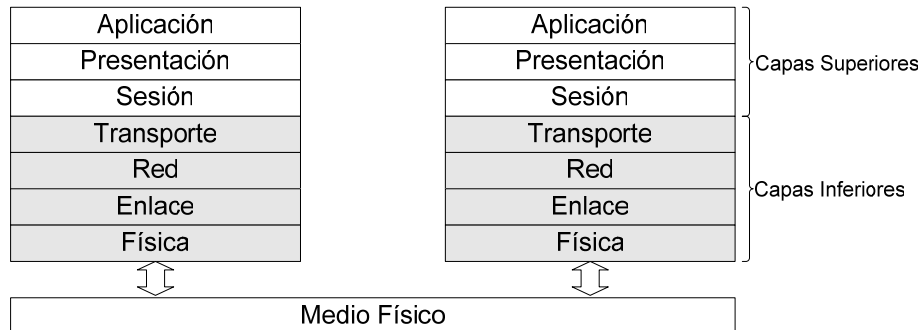 Aplicación
Presentación
Sesión
Transporte
Red
Enlace
Física
Aplicación
Presentación
Sesión
Transporte
Red
Enlace
Física
Capas Superiores
Capas Inferiores
Medio Físico